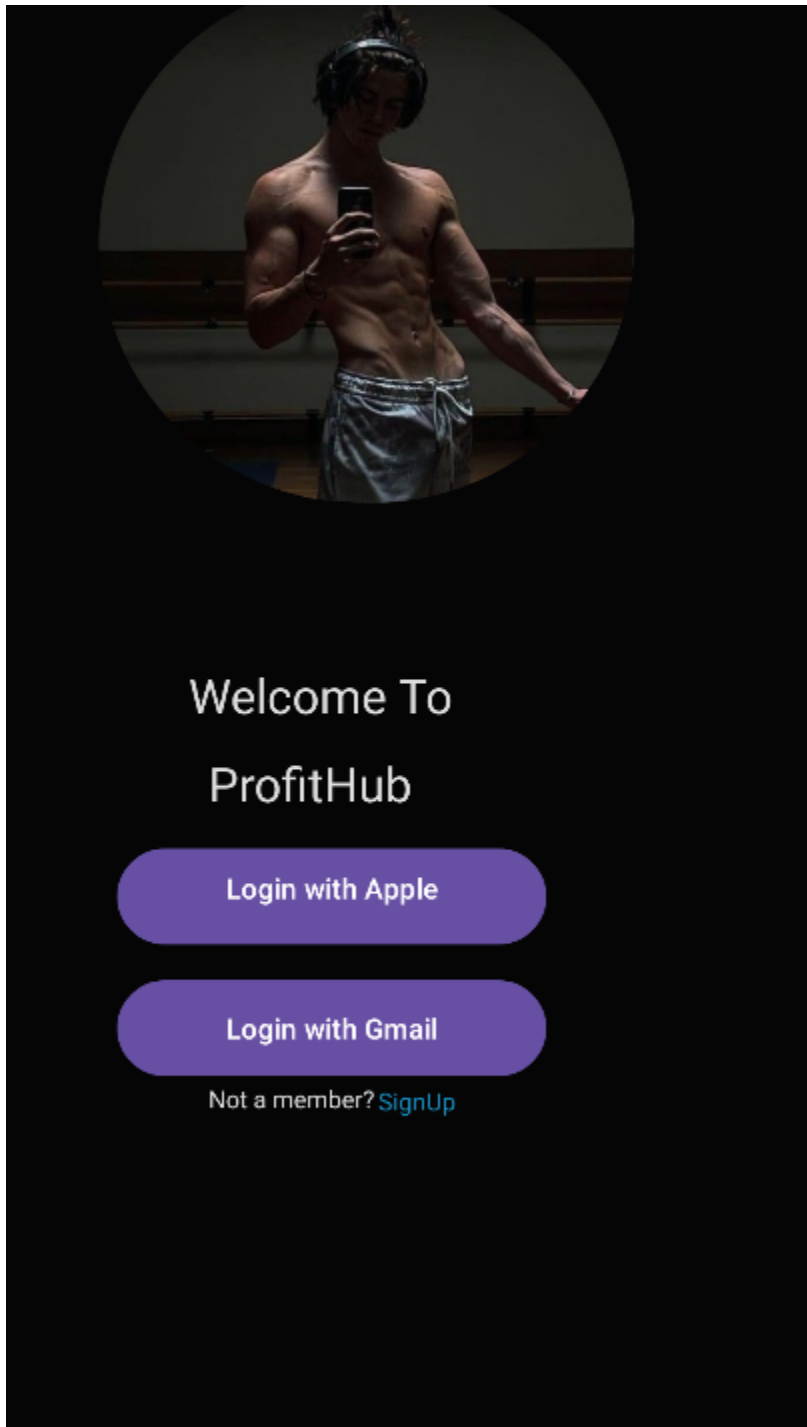 Welcome To
ProfitHub
Login with Apple
Login with Gmail
Not a member? SignUp